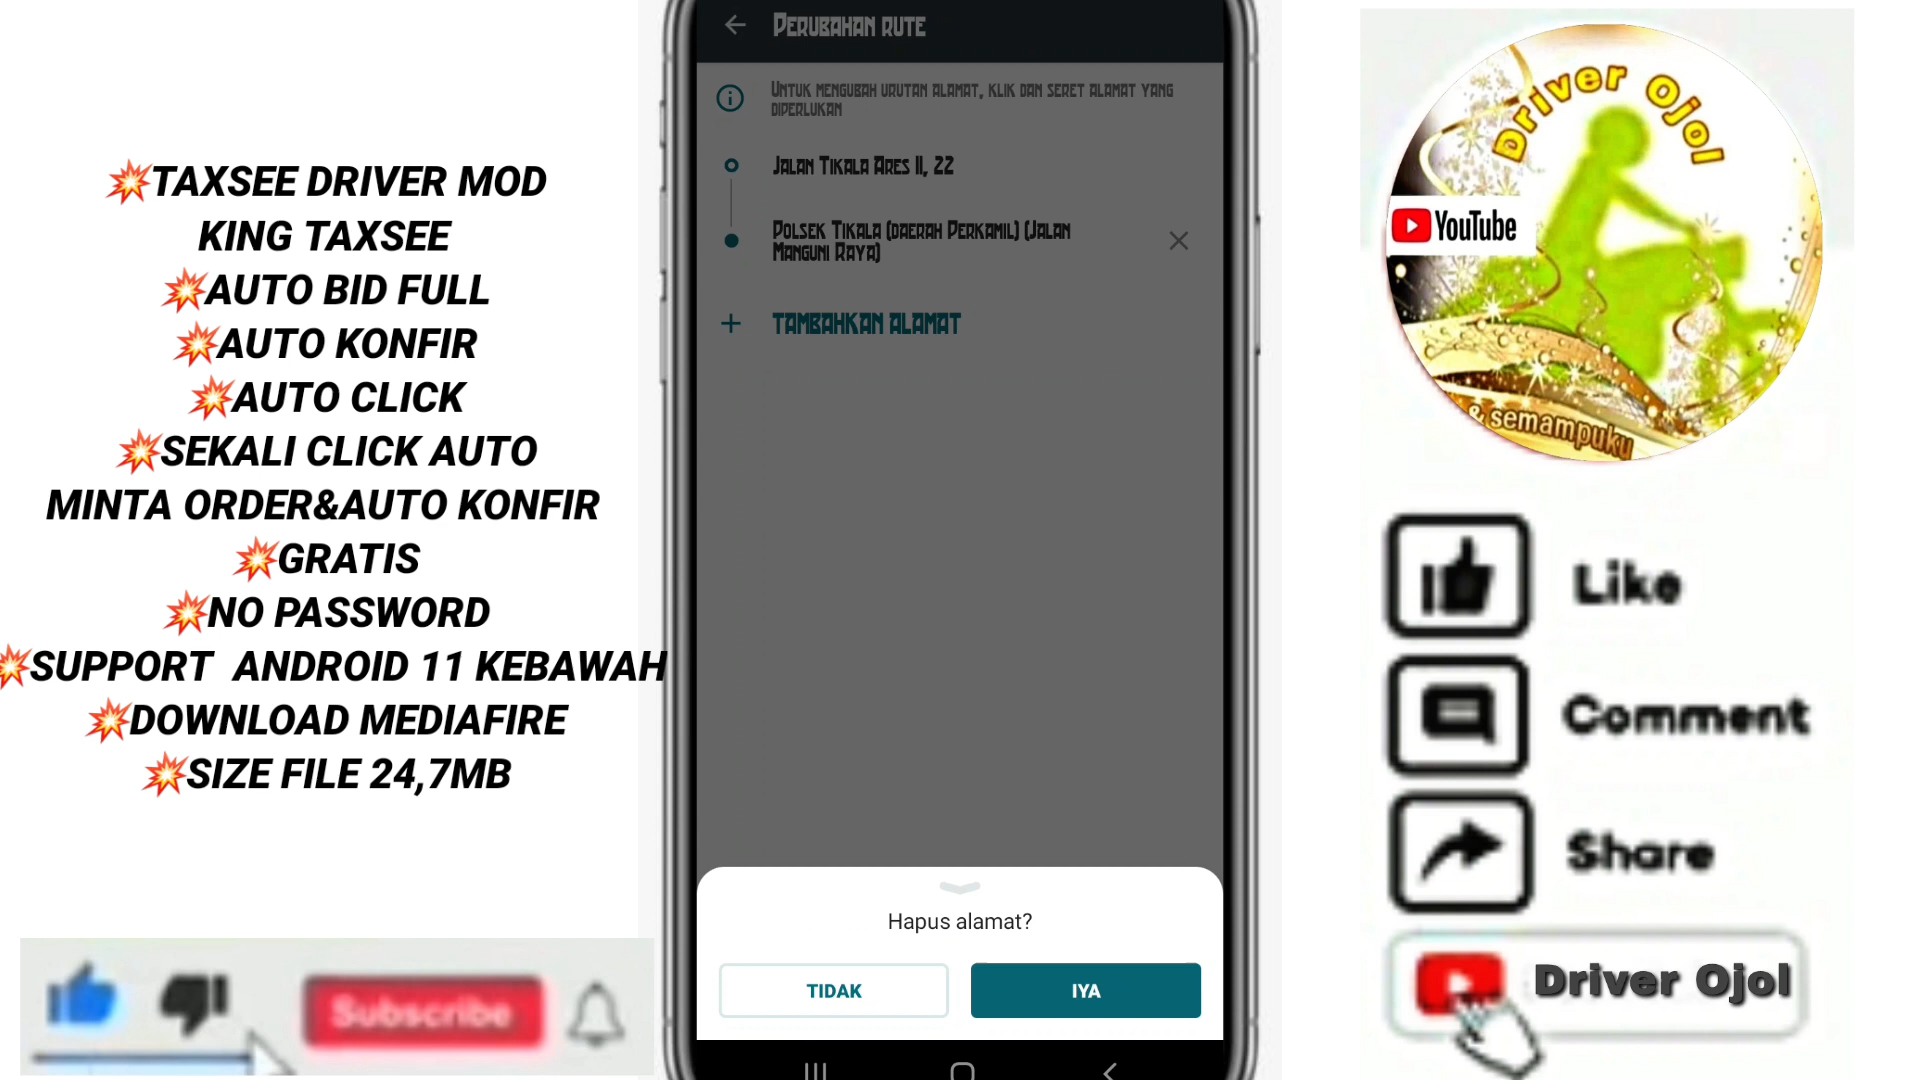 💥TAXSEE DRIVER MOD
KING TAXSEE
💥AUTO BID FULL
💥AUTO KONFIR
💥AUTO CLICK
💥SEKALI CLICK AUTO
MINTA ORDER&AUTO KONFIR
💥GRATIS
💥NO PASSWORD
💥SUPPORT ANDROID 11 KEBAWAH
💥DOWNLOAD MEDIAFIRE
💥SIZE FILE 24,7MB
Subscribe
Perubahan rute
Untuk mengubah urutan alamat, klik dan seret alamat yang
diperlukan
Jalan Tikala Ares II, 22
Polsek Tikala (daerah Perkamil) (Jalan
Manguni Raya)
TAMBAHKAN ALAMAT
Hapus alamat?
TIDAK
IYA
Driver Ojol
YouTube
& semampuku
Like
Comment
Share
Driver Ojol